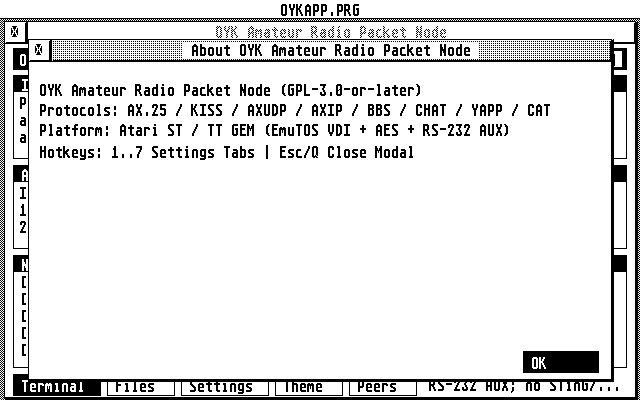 OYKAPP.PRG
OYK Amateur Radio Packet Node
About OYK Amateur Radio Packet Node
OYK Amateur Radio Packet Node (GPL-3.0-or-later)
Protocols: AX.25 / KISS / AXUDP / AXIP / BBS / CHAT / YAPP / CAT
Platform: Atari ST / TT GEM (EmuTOS VDI + AES + RS-232 AUX)
Hotkeys: 1..7 Settings Tabs | Esc/Q Close Modal
OK
Terminal Files Settings Theme Peers RS-232 AUX; no STinG/...